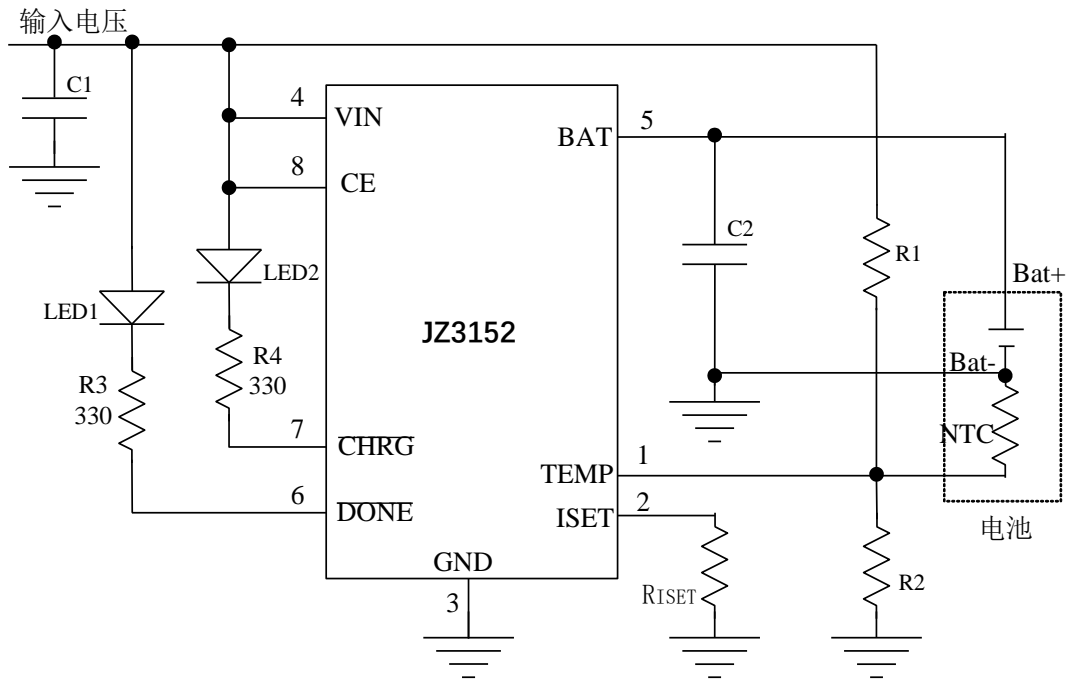 输入电压
C1
4
VIN
BAT
5
8
CE
C2
R1
LED2
Bat+
LED1
JZ3152
R4
330
Bat-
R3
330
NTC
7
CHRG
TEMP
1
6
DONE
ISET
2
电池
GND
3
RISET
R2